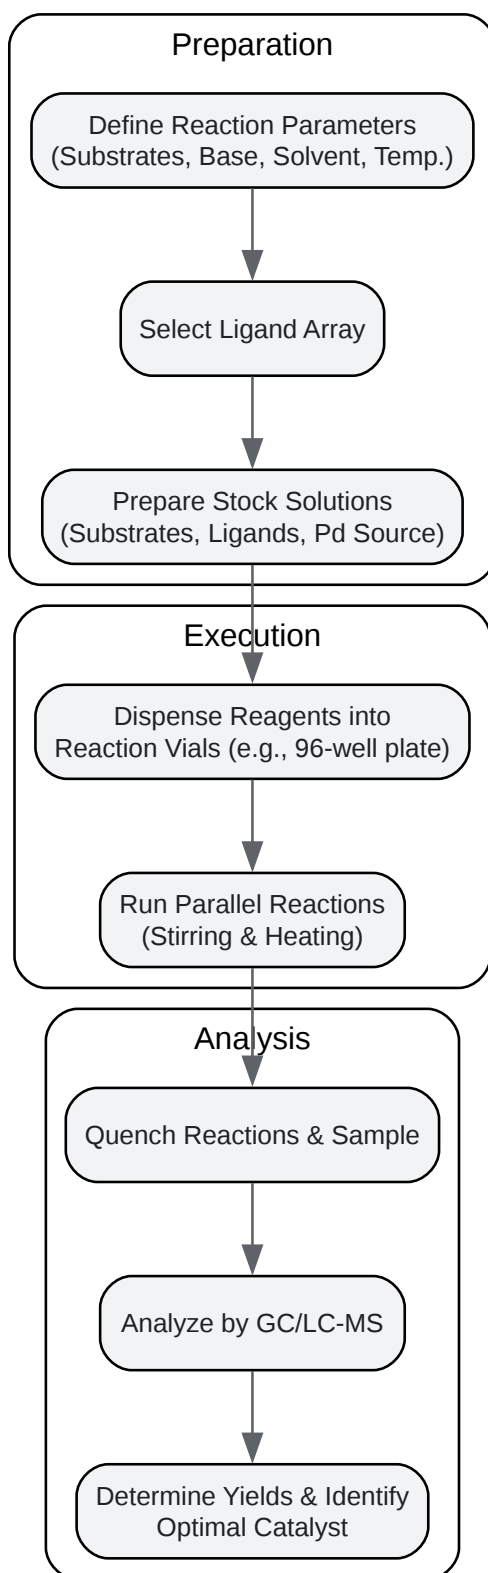 Preparation
Define Reaction Parameters
(Substrates, Base, Solvent, Temp.)
Select Ligand Array
Prepare Stock Solutions
(Substrates, Ligands, Pd Source)
Execution
Dispense Reagents into
Reaction Vials (e.g., 96-well plate)
Run Parallel Reactions
(Stirring & Heating)
Analysis
Quench Reactions & Sample
Analyze by GC/LC-MS
Determine Yields & Identify
Optimal Catalyst